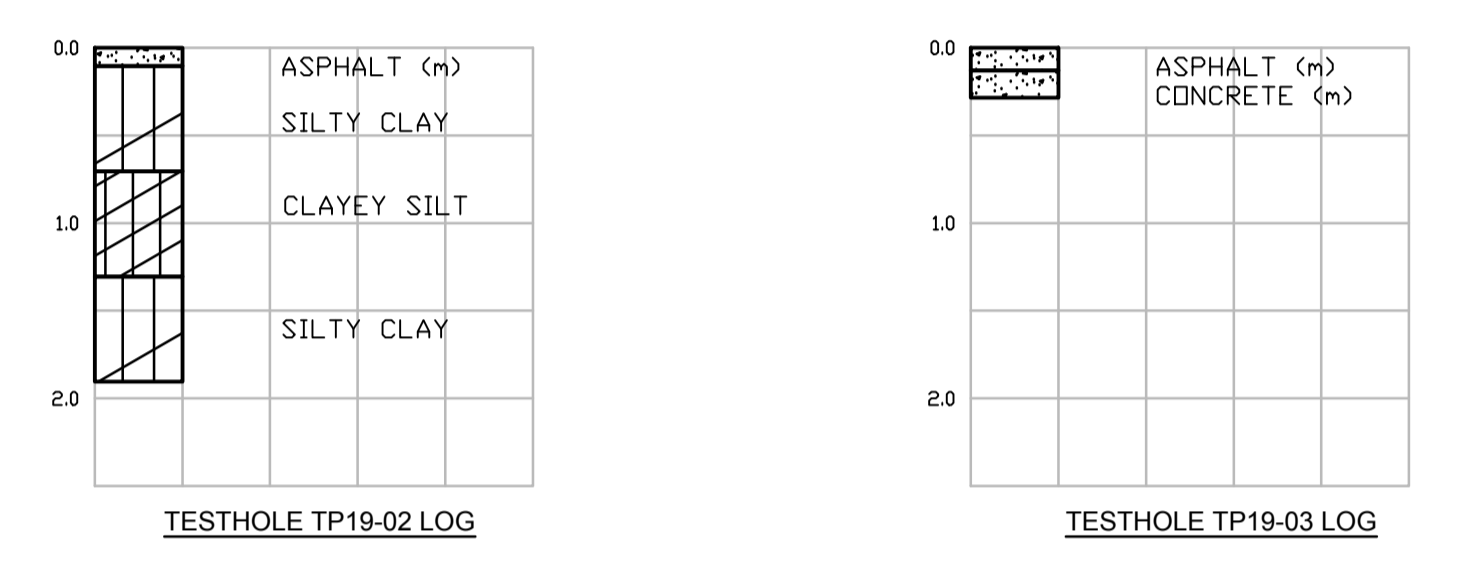 0.0
ASPHALT (m)
SILTY CLAY
CLAYEY SILT
1.0
SILTY CLAY
2.0
TESTHOLE TP19-02 LOG
0.0
ASPHALT (m)
CONCRETE (m)
1.0
2.0
TESTHOLE TP19-03 LOG